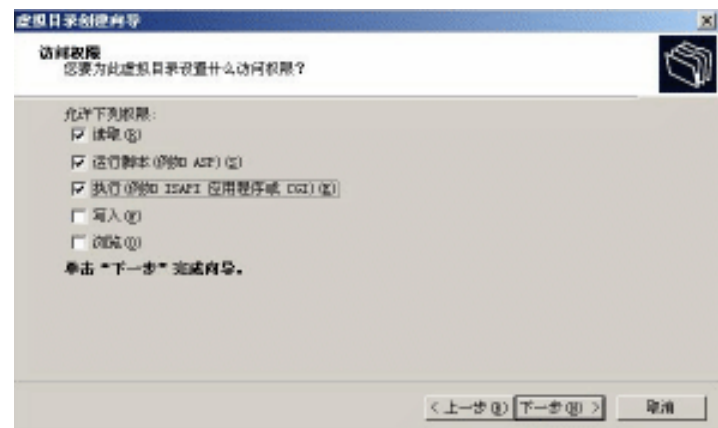 虚拟目录创建向导
访问权限
您要为此虚拟目录设置什么访问权限？
允许下列权限：
读取(R)
运行脚本(例如 ASP)(S)
执行(例如 ISAPI 应用程序或 CGI)(E)
写入(W)
浏览(O)
单击“下一步”完成向导。
< 上一步(B) 下一步(N) > 取消